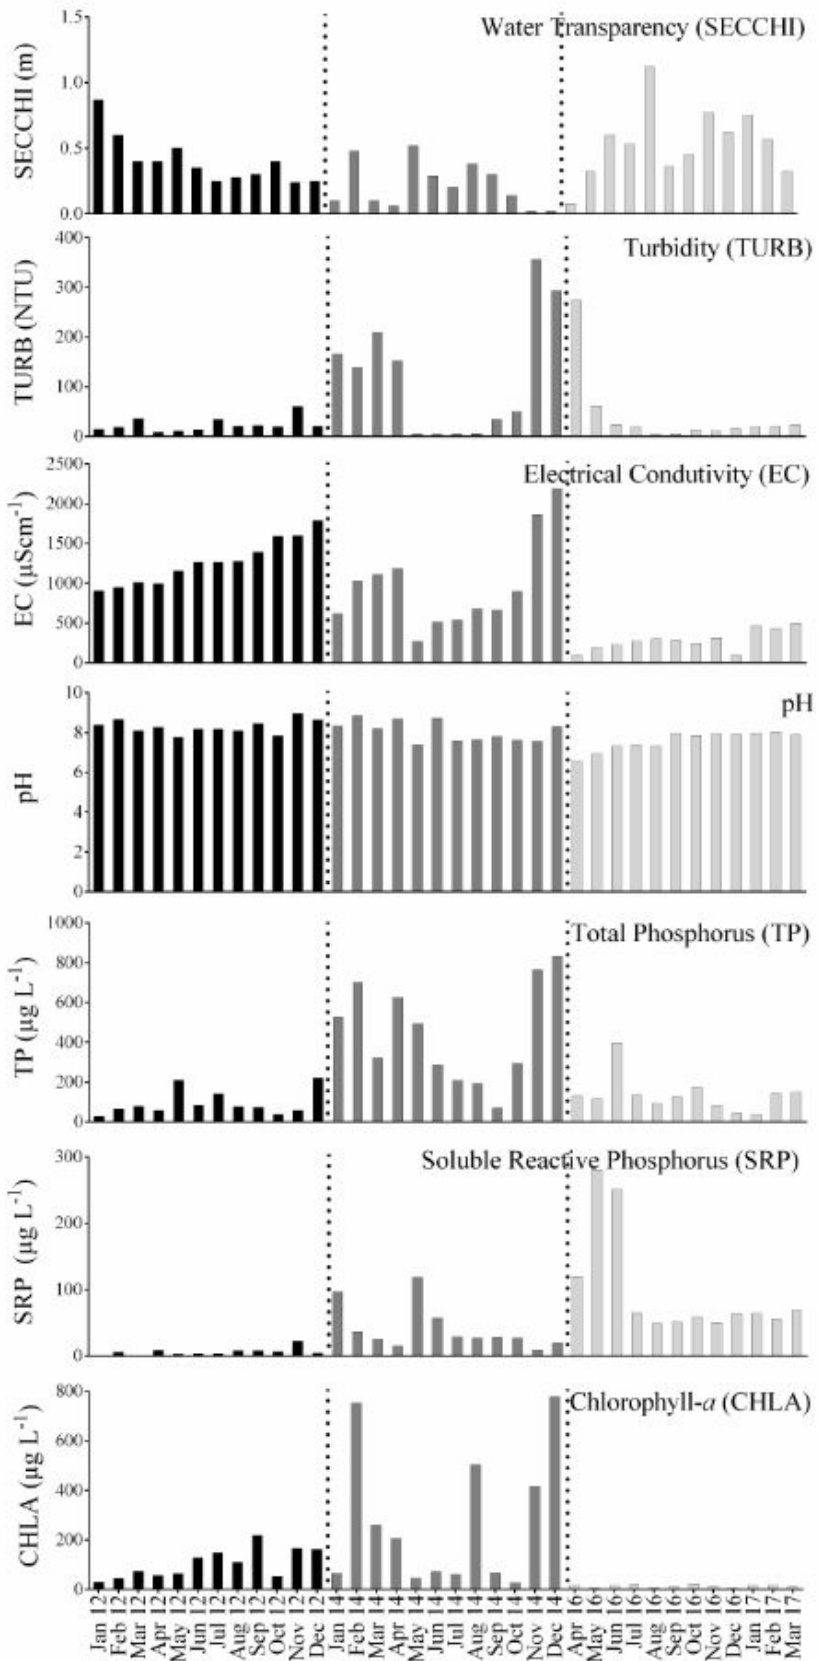 Water Transparency (SECCHI)
SECCHI (m)
1.5
1.0
0.5
0.0
Turbidity (TURB)
TURB (NTU)
400
300
200
100
0
Electrical Condutivity (EC)
EC (µScm⁻¹)
2500
2000
1500
1000
500
0
pH
pH
10
8
6
4
2
0
Total Phosphorus (TP)
TP (µg L⁻¹)
1000
800
600
400
200
0
Soluble Reactive Phosphorus (SRP)
SRP (µg L⁻¹)
300
200
100
0
Chlorophyll-a (CHLA)
CHLA (µg L⁻¹)
800
600
400
200
0
Jan 12
Feb 12
Mar 12
Apr 12
May 12
Jun 12
Jul 12
Aug 12
Sep 12
Oct 12
Nov 12
Dec 12
Jan 14
Feb 14
Mar 14
Apr 14
May 14
Jun 14
Jul 14
Aug 14
Sep 14
Oct 14
Nov 14
Dec 14
Apr 16
May 16
Jun 16
Jul 16
Aug 16
Sep 16
Oct 16
Nov 16
Dec 16
Jan 17
Feb 17
Mar 17